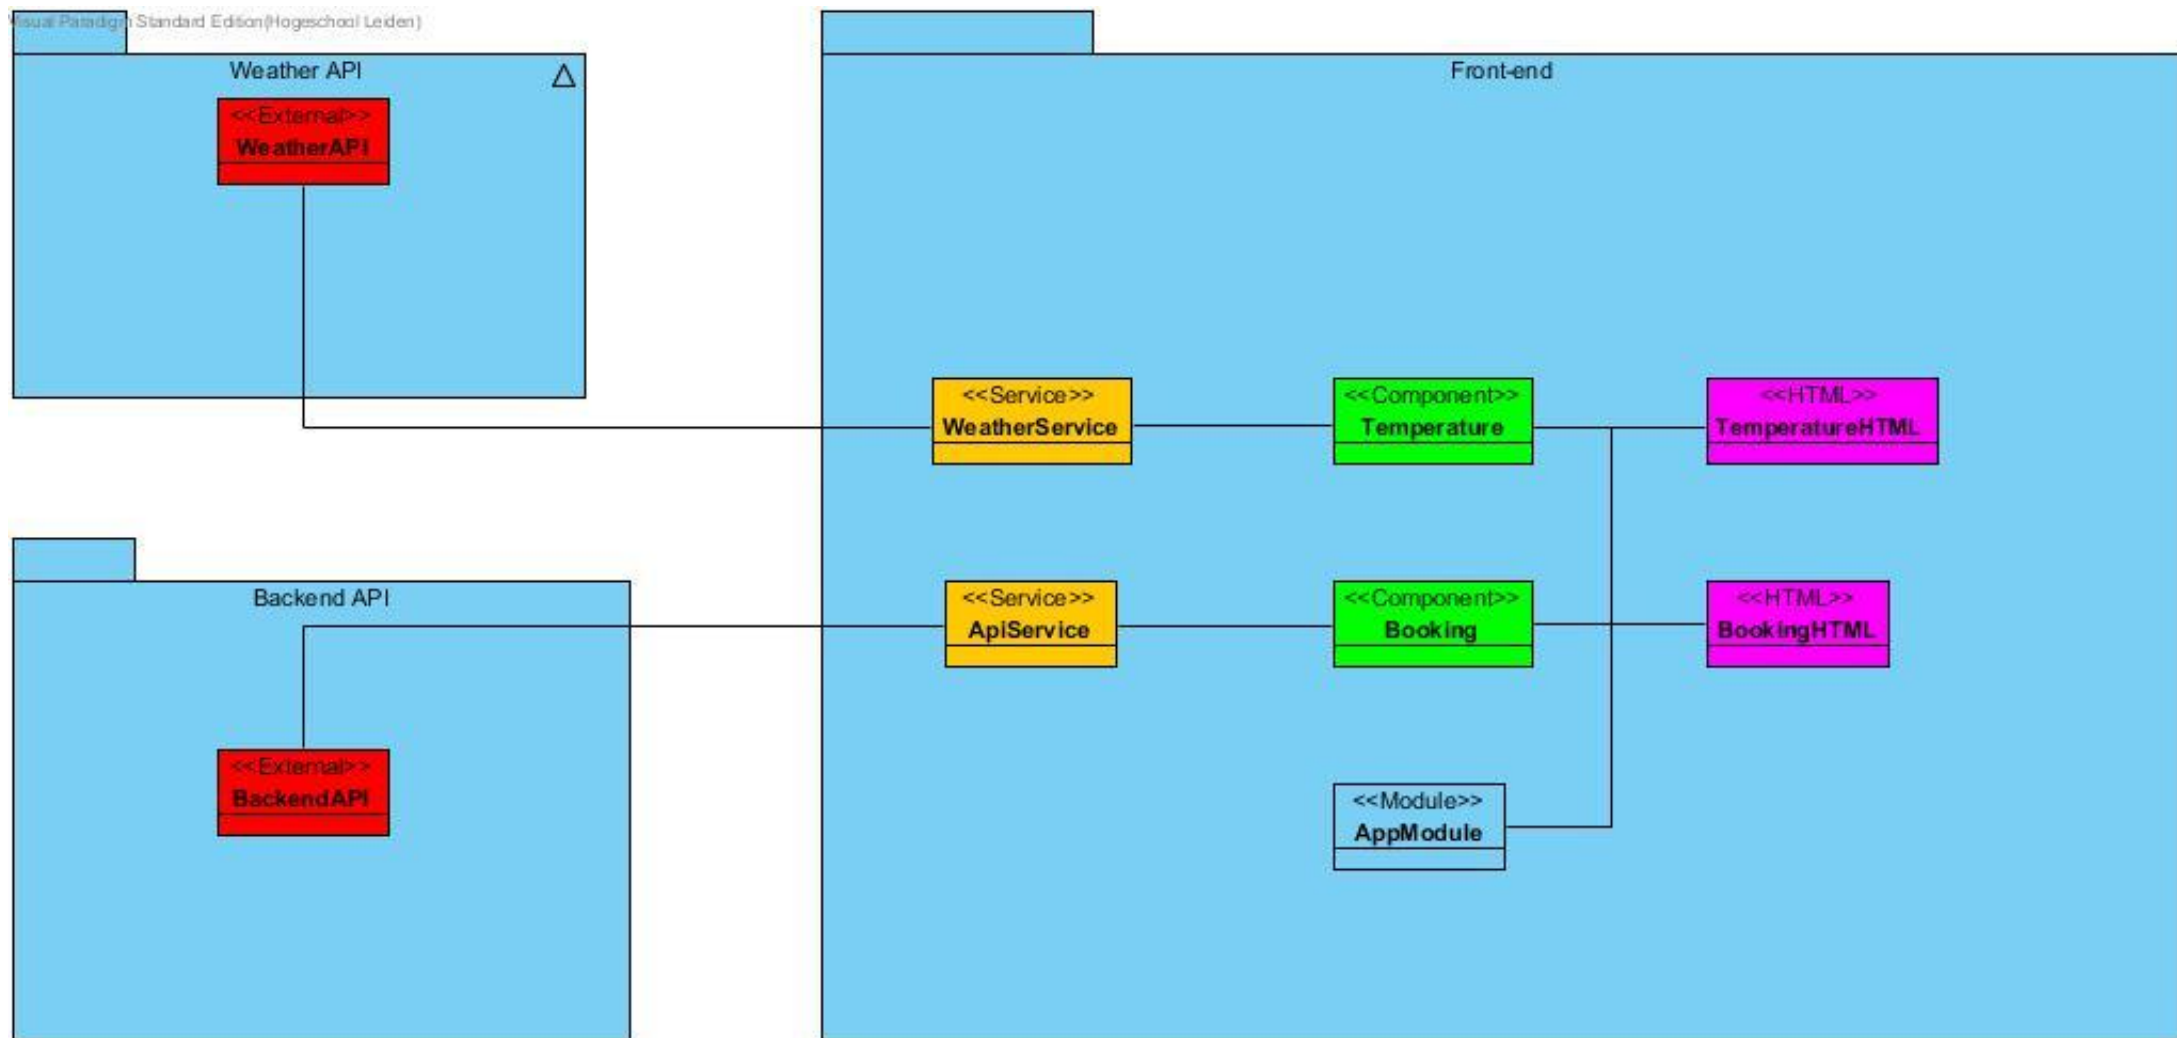 Visual Paradigm Standard Edition(Hogeschool Leiden)
Weather API
<<External>>
WeatherAPI
Front-end
<<Service>>
WeatherService
<<Component>>
Temperature
<<HTML>>
TemperatureHTML
Backend API
<<External>>
BackendAPI
<<Service>>
ApiService
<<Component>>
Booking
<<HTML>>
BookingHTML
<<Module>>
AppModule